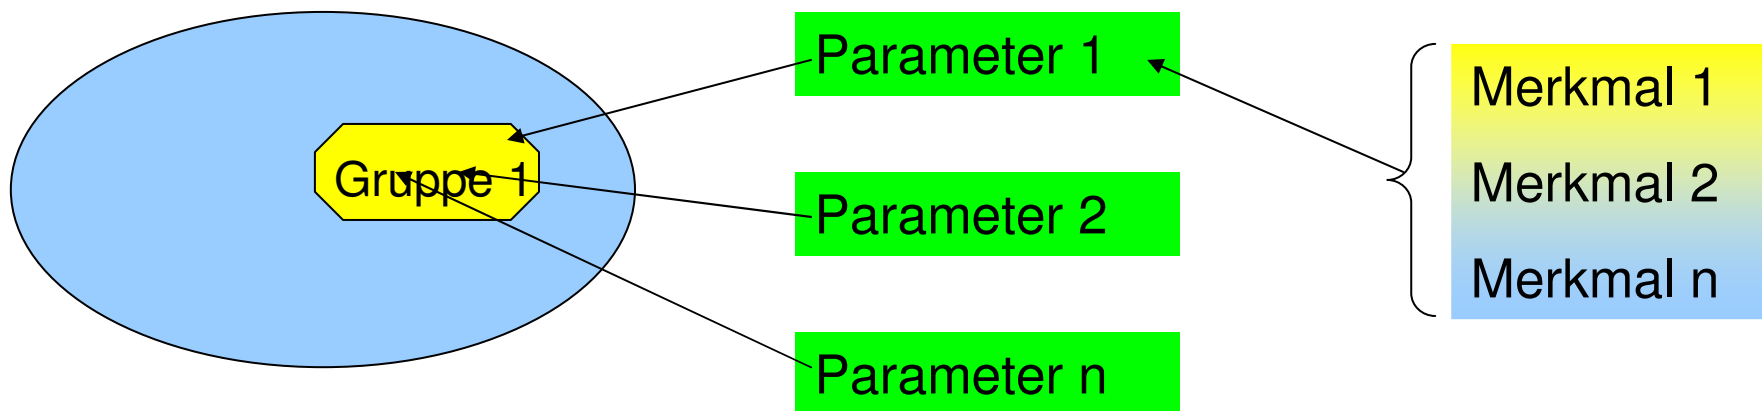 Gruppe 1
Parameter 1
Parameter 2
Parameter n
Merkmal 1
Merkmal 2
Merkmal n